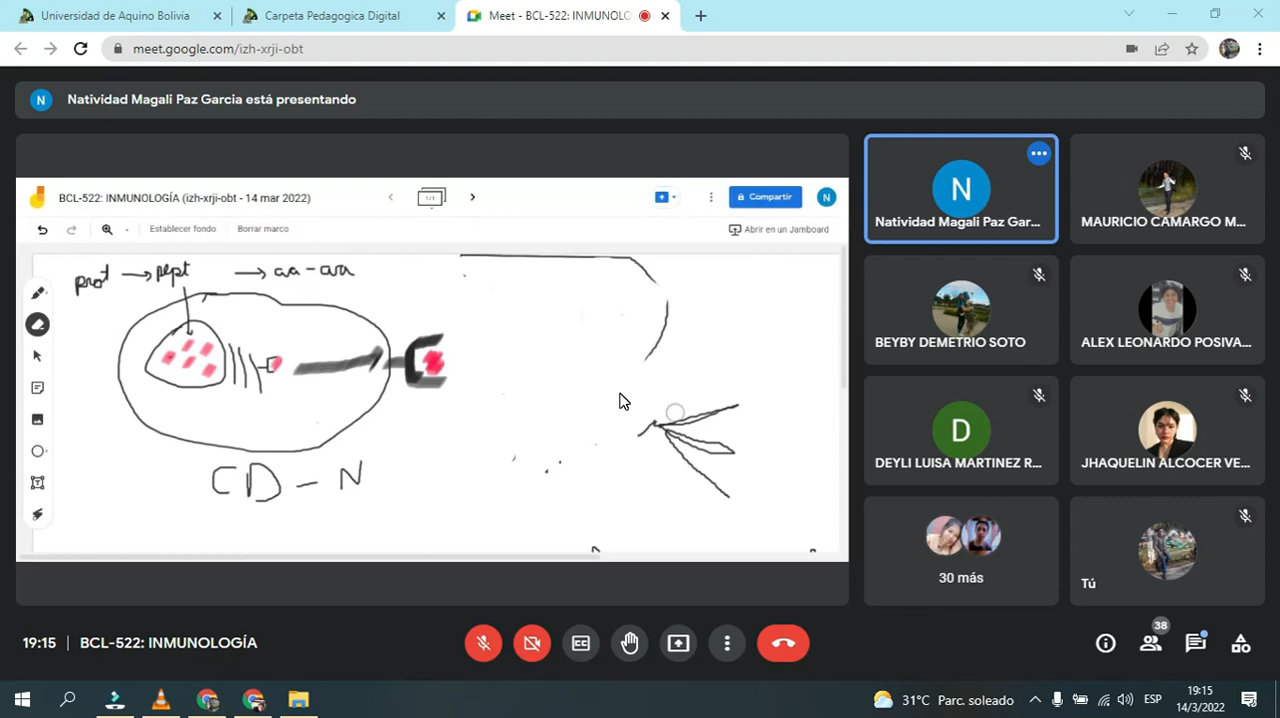 Universidad de Aquino Bolivia
Carpeta Pedagogica Digital
Meet - BCL-522: INMUNOLO
meet.google.com/izh-xrji-obt
N
Natividad Magali Paz Garcia está presentando
BCL-522: INMUNOLOGÍA (izh-xrji-obt - 14 mar 2022)
1/1
Compartir
N
Establecer fondo
Borrar marco
Abrir en un Jamboard
prot → pept → aa - aa
CD - N
N
Natividad Magali Paz Gar...
MAURICIO CAMARGO M...
BEYBY DEMETRIO SOTO
ALEX LEONARDO POSIVA...
D
DEYLI LUISA MARTINEZ R...
JHAQUELIN ALCOCER VE...
30 más
Tú
19:15 | BCL-522: INMUNOLOGÍA
CC
38
31°C Parc. soleado
ESP
19:15
14/3/2022